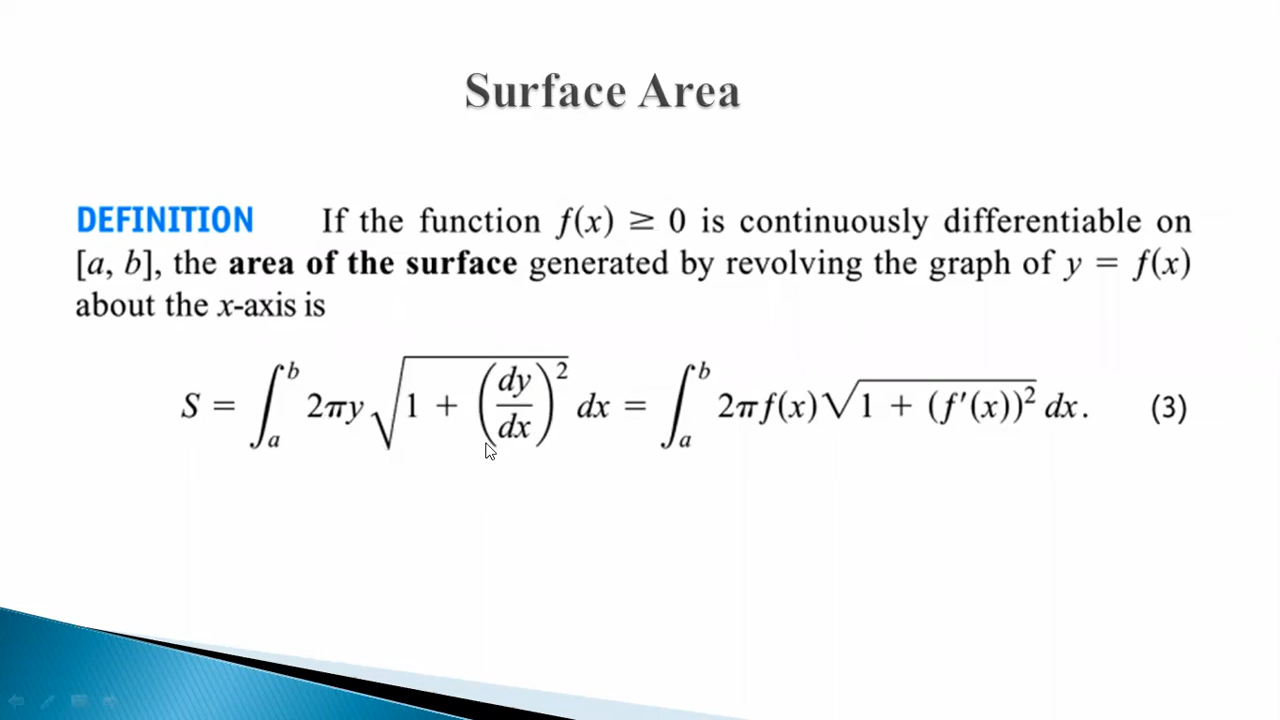 Surface Area
DEFINITION If the function f(x) ≥ 0 is continuously differentiable on
[a, b], the area of the surface generated by revolving the graph of y = f(x)
about the x-axis is
S = ∫_a^b 2πy √(1 + (dy/dx)^2) dx = ∫_a^b 2πf(x)√(1 + (f′(x))^2) dx. (3)